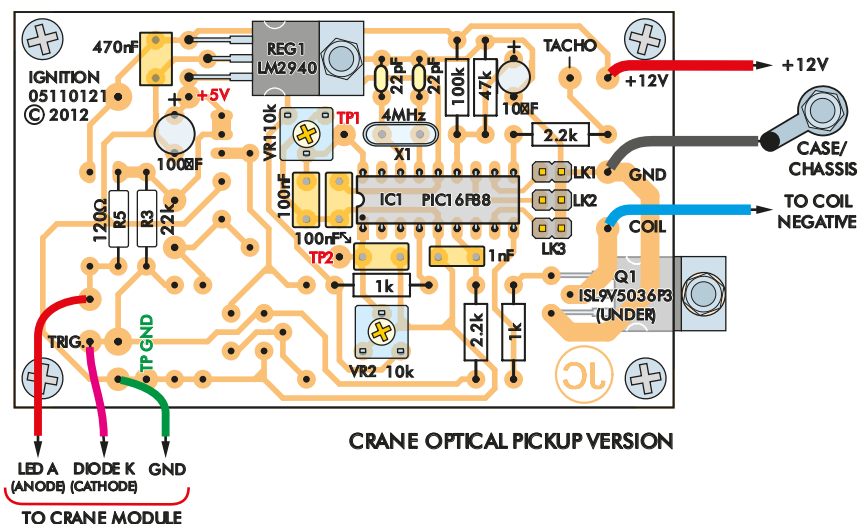 470nF
IGNITION
05110121
© 2012
+5V
+
REG1
LM2940
22pF
22pF
100k
47k
+
TACHO
+12V
+12V
VR1 10k
TP1
4MHz
X1
2.2k
CASE/
CHASSIS
GND
LK1
LK2
LK3
IC1 PIC16F88
100nF
100nF
120Ω
R5
R3
22k
TP2
1nF
COIL
TO COIL
NEGATIVE
1k
Q1
ISL9V5036P3
(UNDER)
2.2k
1k
VR2 10k
TRIG.
TP GND
JC
CRANE OPTICAL PICKUP VERSION
LED A
(ANODE)
DIODE K
(CATHODE)
GND
TO CRANE MODULE